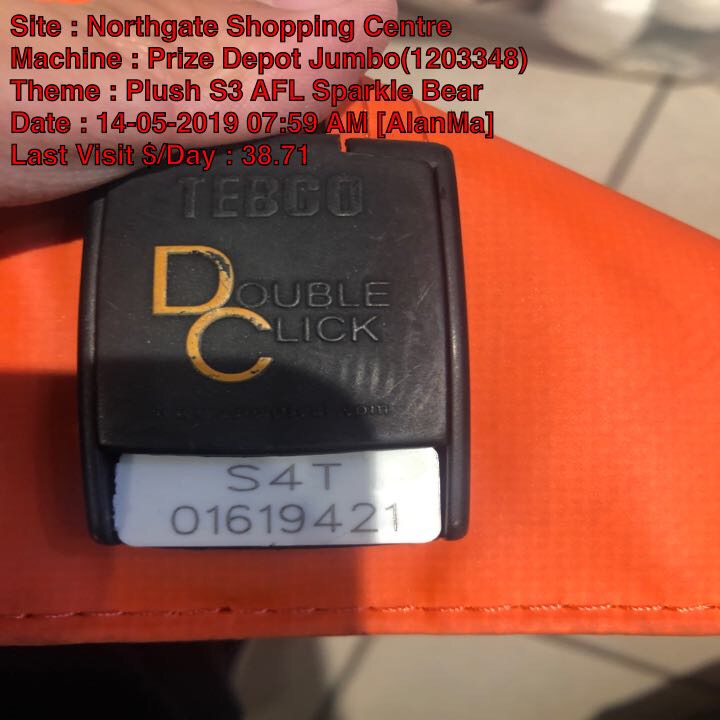 Site : Northgate Shopping Centre
Machine : Prize Depot Jumbo(1203348)
Theme : Plush S3 AFL Sparkle Bear
Date : 14-05-2019 07:59 AM [AlanMa]
Last Visit $/Day : 38.71
TEBCO
DOUBLE
CLICK
S4T
01619421